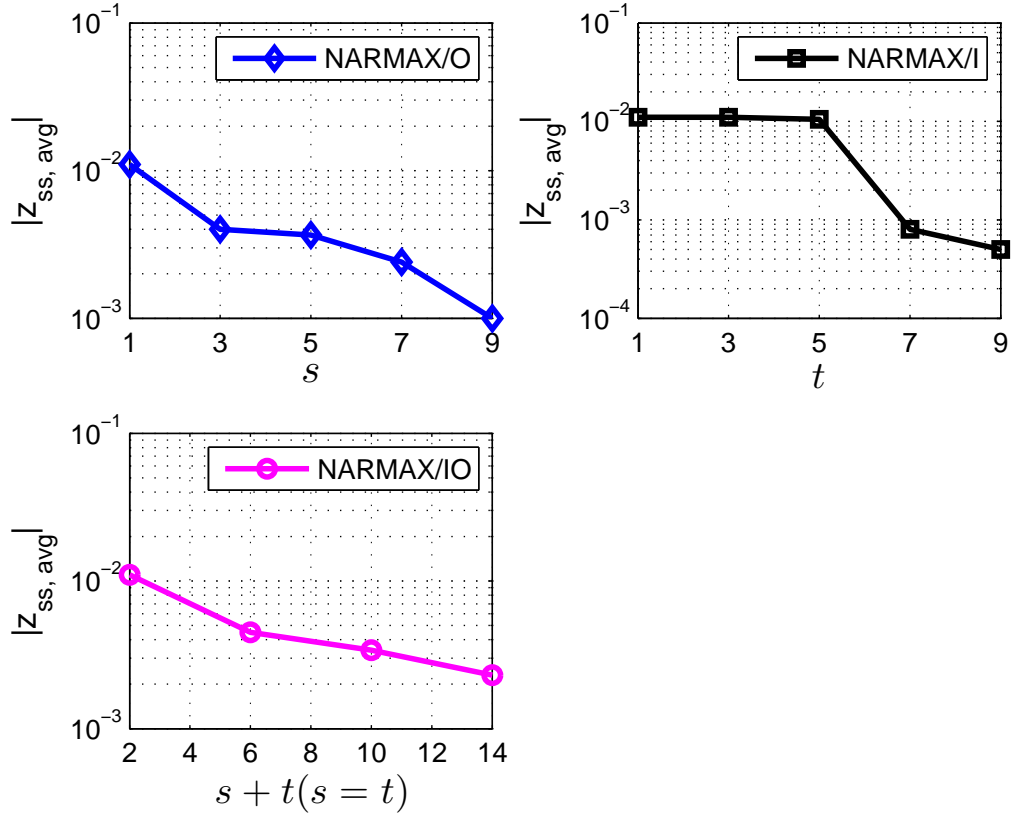 10^−1
NARMAX/O
|z_ss, avg|
10^−2
10^−3
1 3 5 7 9
s
10^−1
NARMAX/I
|z_ss, avg|
10^−2
10^−3
10^−4
1 3 5 7 9
t
10^−1
NARMAX/IO
|z_ss, avg|
10^−2
10^−3
2 4 6 8 10 12 14
s + t(s = t)